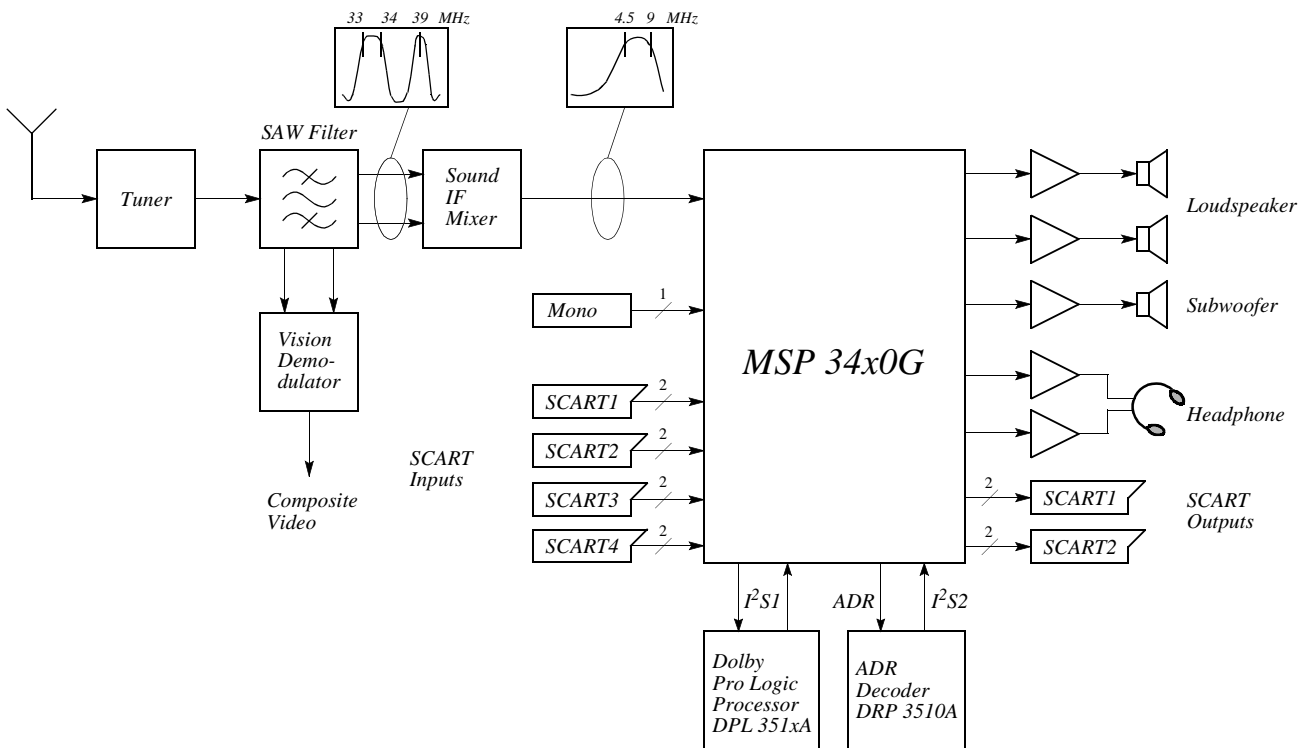 33 34 39 MHz
4.5 9 MHz
SAW Filter
Tuner
Sound
IF
Mixer
Loudspeaker
Mono
1
Subwoofer
Vision
Demo-
dulator
MSP 34x0G
SCART
Inputs
SCART1
2
SCART2
2
SCART3
2
SCART4
2
Headphone
Composite
Video
2
SCART1
2
SCART2
SCART
Outputs
I²S1
ADR
I²S2
Dolby
Pro Logic
Processor
DPL 351xA
ADR
Decoder
DRP 3510A